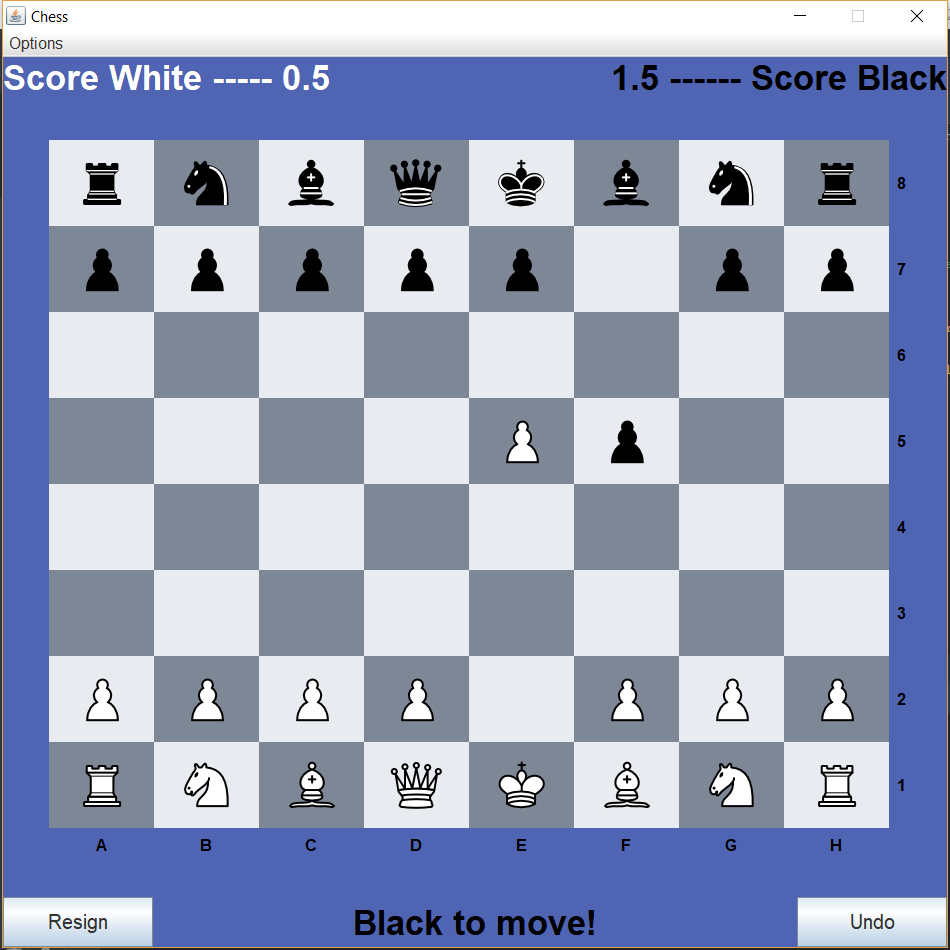 Chess
Options
Score White ----- 0.5
1.5 ------ Score Black
8
7
6
5
4
3
2
1
A B C D E F G H
Resign
Black to move!
Undo